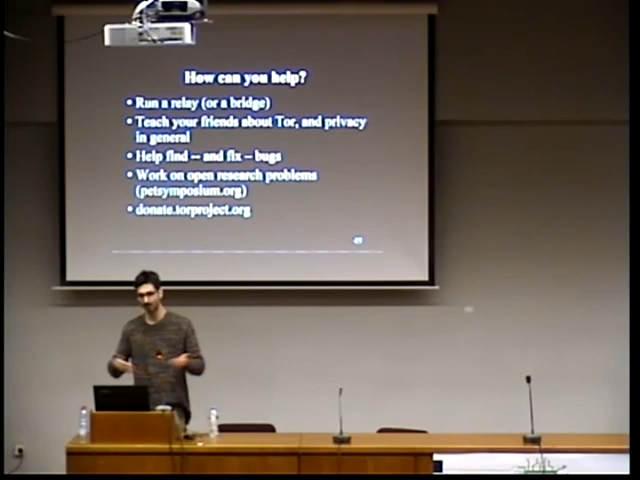 How can you help?
• Run a relay (or a bridge)
• Teach your friends about Tor, and privacy
in general
• Help find – and fix – bugs
• Work on open research problems
(petsymposium.org)
• donate.torproject.org
49